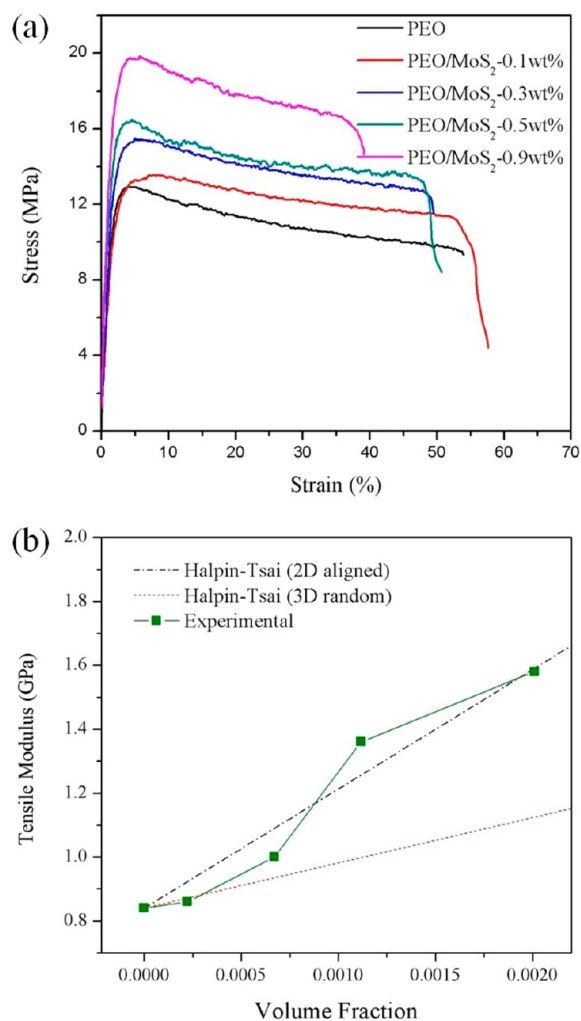 (a)
PEO
PEO/MoS₂-0.1wt%
PEO/MoS₂-0.3wt%
PEO/MoS₂-0.5wt%
PEO/MoS₂-0.9wt%
20
16
12
8
4
0
Stress (MPa)
0 10 20 30 40 50 60 70
Strain (%)
(b)
Halpin-Tsai (2D aligned)
Halpin-Tsai (3D random)
Experimental
2.0
1.8
1.6
1.4
1.2
1.0
0.8
Tensile Modulus (GPa)
0.0000 0.0005 0.0010 0.0015 0.0020
Volume Fraction